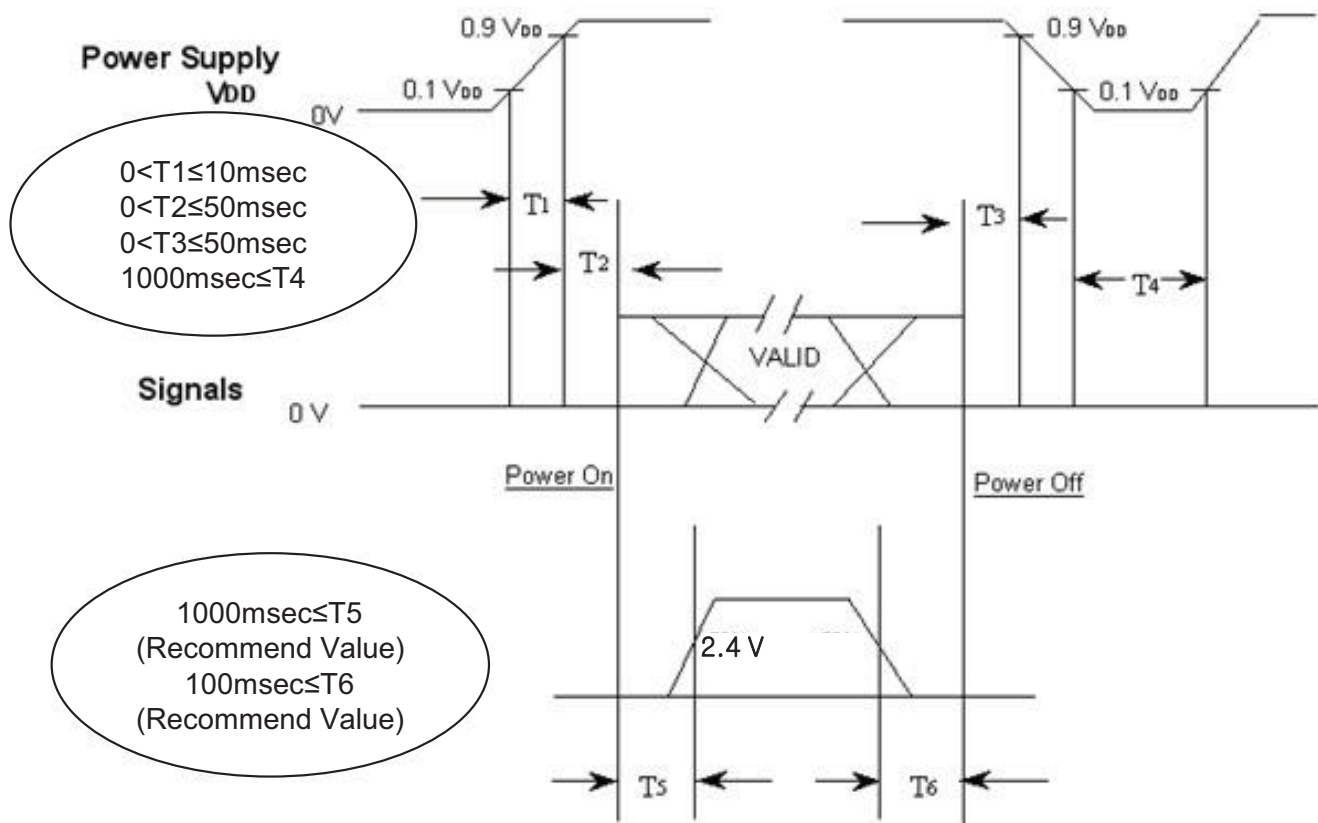 0.9 VDD
0.9 VDD
Power Supply
VDD
0.1 VDD
0.1 VDD
0V
0<T1≤10msec
0<T2≤50msec
0<T3≤50msec
1000msec≤T4
T1
T3
T2
T4
VALID
Signals
0 V
Power On
Power Off
1000msec≤T5
(Recommend Value)
100msec≤T6
(Recommend Value)
2.4 V
T5
T6